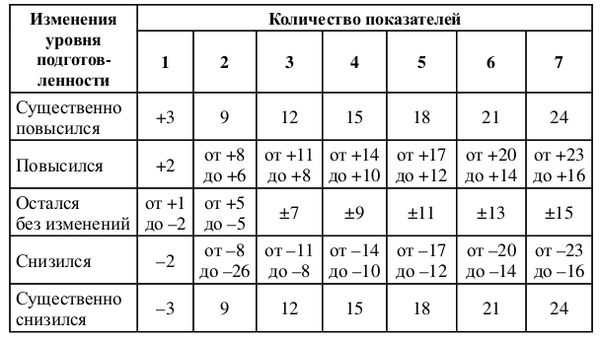 Изменения уровня подготов-ленности | Количество показателей
1 | 2 | 3 | 4 | 5 | 6 | 7
Существенно повысился | +3 | 9 | 12 | 15 | 18 | 21 | 24
Повысился | +2 | от +8 до +6 | от +11 до +8 | от +14 до +10 | от +17 до +12 | от +20 до +14 | от +23 до +16
Остался без изменений | от +1 до –2 | от +5 до –5 | ±7 | ±9 | ±11 | ±13 | ±15
Снизился | –2 | от –8 до –26 | от –11 до –8 | от –14 до –10 | от –17 до –12 | от –20 до –14 | от –23 до –16
Существенно снизился | –3 | 9 | 12 | 15 | 18 | 21 | 24